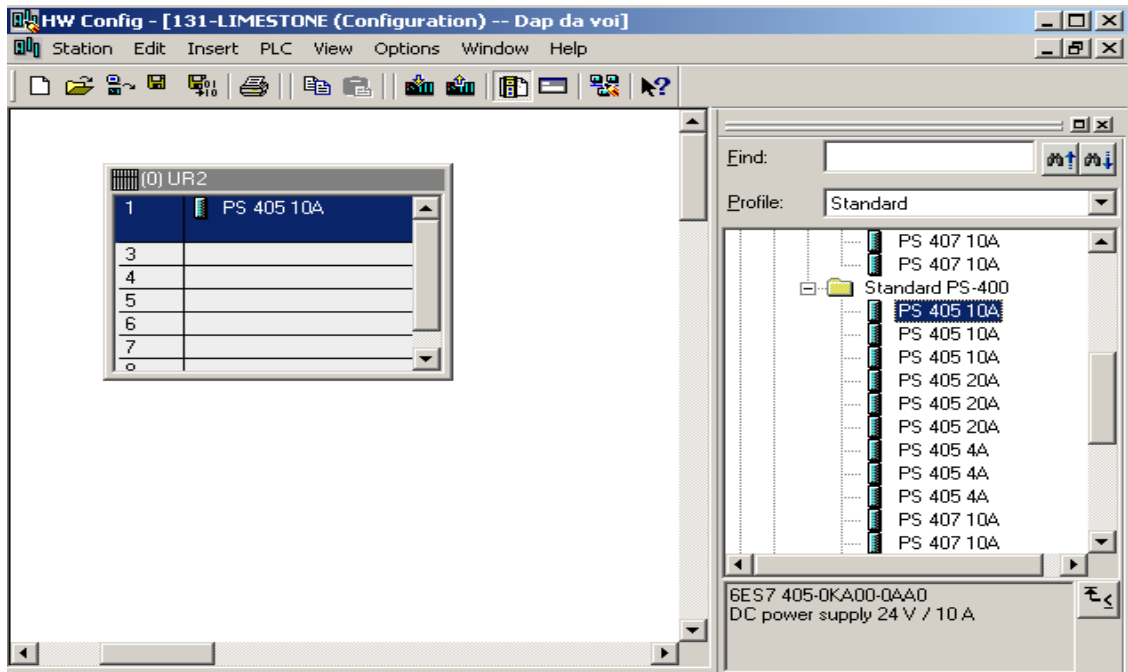 HW Config - [131-LIMESTONE (Configuration) -- Dap da voi]
Station Edit Insert PLC View Options Window Help
(0) UR2
1 PS 405 10A
3
4
5
6
7
Find:
Profile: Standard
PS 407 10A
PS 407 10A
Standard PS-400
PS 405 10A
PS 405 10A
PS 405 10A
PS 405 20A
PS 405 20A
PS 405 20A
PS 405 4A
PS 405 4A
PS 405 4A
PS 407 10A
PS 407 10A
6ES7 405-0KA00-0AA0
DC power supply 24 V / 10 A